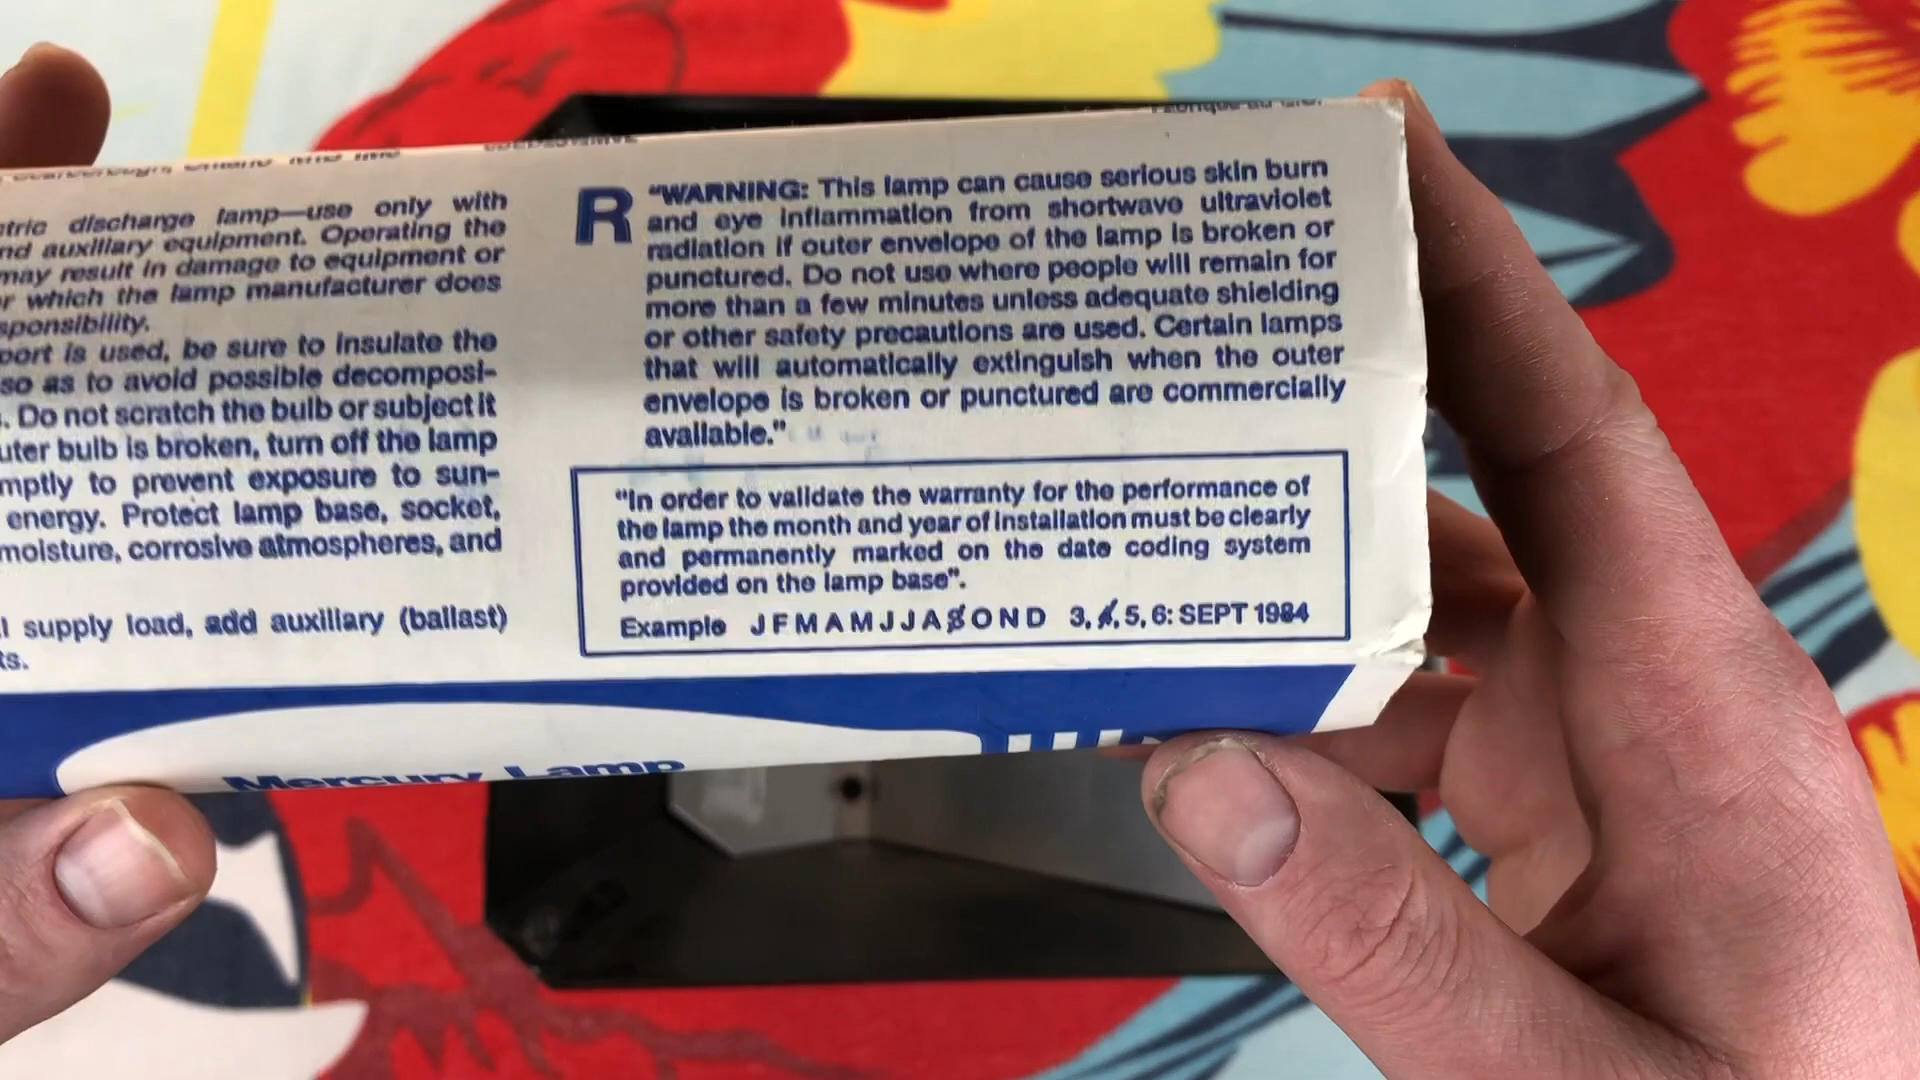 tric discharge lamp—use only with
nd auxiliary equipment. Operating the
may result in damage to equipment or
r which the lamp manufacturer does
sponsibility.
port is used, be sure to insulate the
so as to avoid possible decomposi-
. Do not scratch the bulb or subject it
uter bulb is broken, turn off the lamp
mptly to prevent exposure to sun-
energy. Protect lamp base, socket,
moisture, corrosive atmospheres, and
l supply load, add auxiliary (ballast)
ts.
R "WARNING: This lamp can cause serious skin burn
and eye inflammation from shortwave ultraviolet
radiation if outer envelope of the lamp is broken or
punctured. Do not use where people will remain for
more than a few minutes unless adequate shielding
or other safety precautions are used. Certain lamps
that will automatically extinguish when the outer
envelope is broken or punctured are commercially
available."
"In order to validate the warranty for the performance of
the lamp the month and year of installation must be clearly
and permanently marked on the date coding system
provided on the lamp base".
Example J F M A M J J A S O N D 3, 4, 5, 6: SEPT 1984
Mercury Lamp